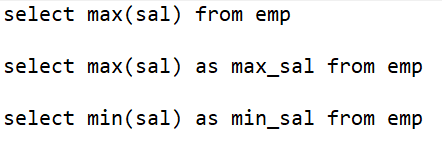 select max(sal) from emp
select max(sal) as max_sal from emp
select min(sal) as min_sal from emp